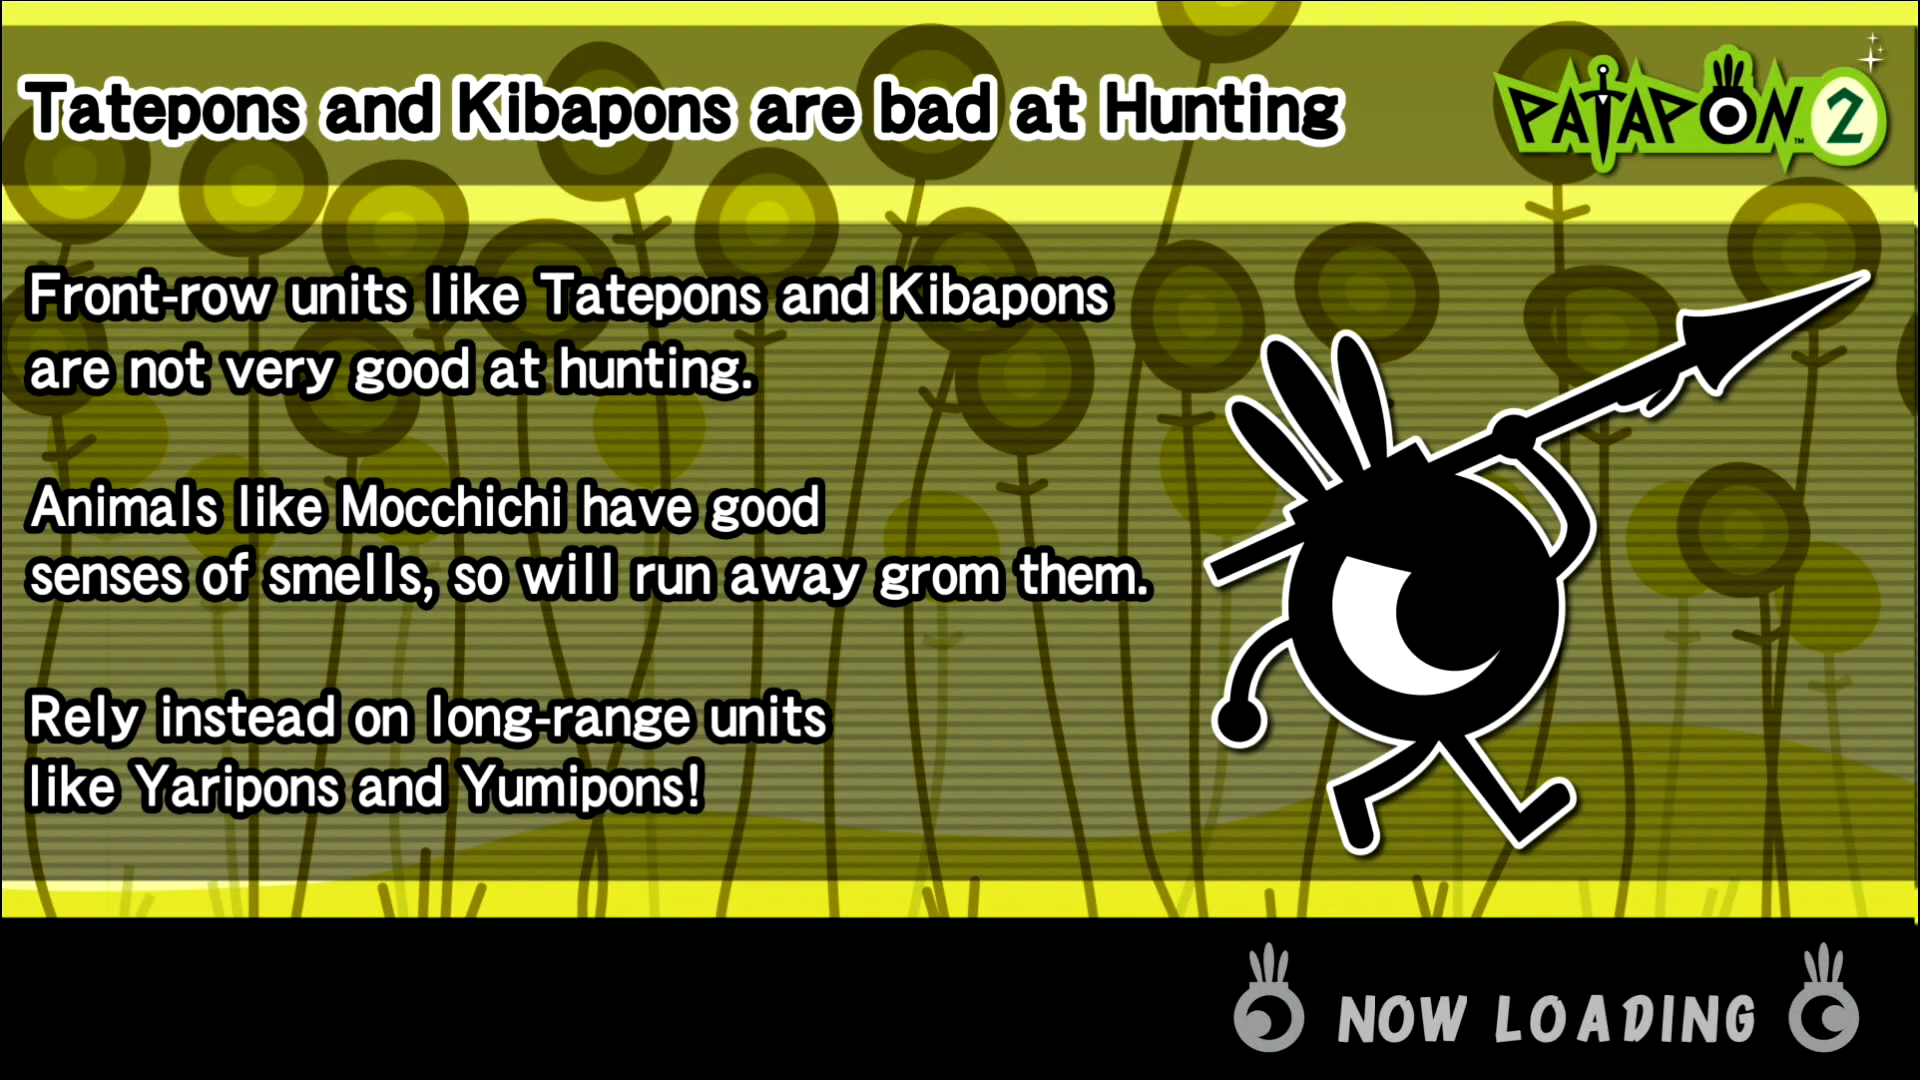 Tatepons and Kibapons are bad at Hunting
PATAPON™ 2
Front-row units like Tatepons and Kibapons
are not very good at hunting.
Animals like Mocchichi have good
senses of smells, so will run away grom them.
Rely instead on long-range units
like Yaripons and Yumipons!
NOW LOADING